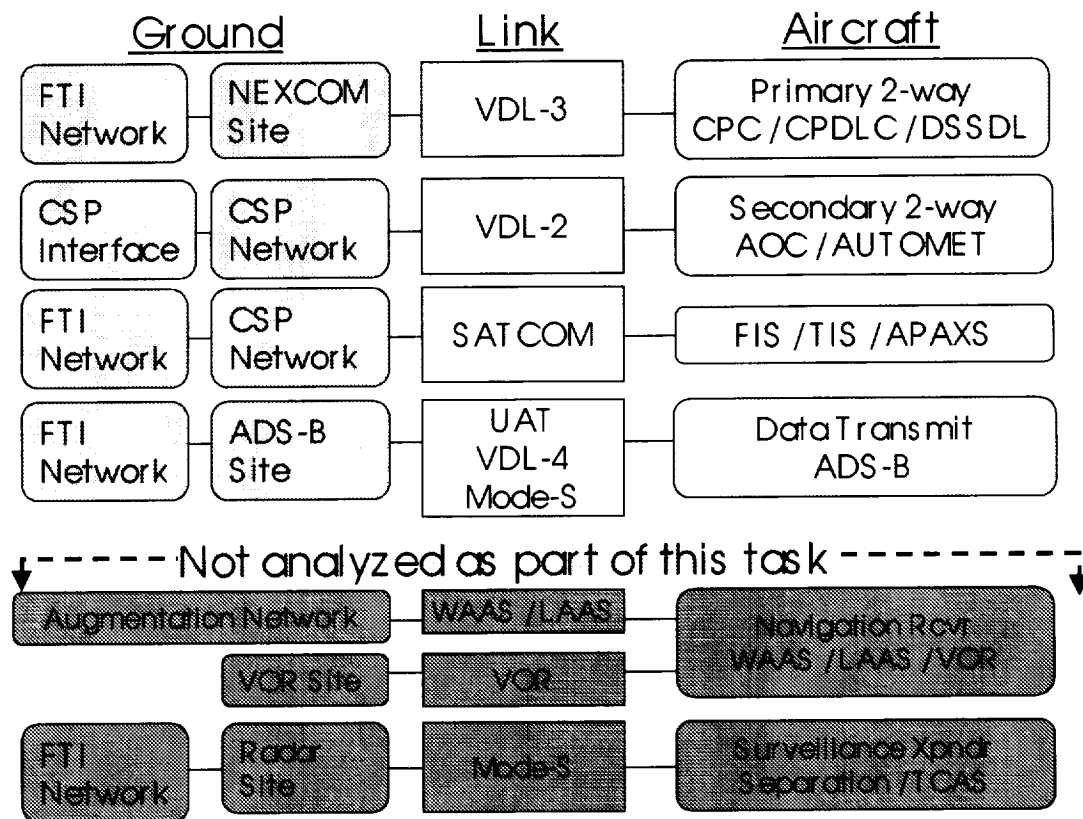 Ground Link Aircraft
FTI Network
NEXCOM Site
VDL-3
Primary 2-way
CPC / CPDLC / DSSDL
CSP Interface
CSP Network
VDL-2
Secondary 2-way
AOC / AUTOMET
FTI Network
CSP Network
SATCOM
FIS / TIS / APAXS
FTI Network
ADS-B Site
UAT
VDL-4
Mode-S
Data Transmit
ADS-B
Not analyzed as part of this task
Augmentation Network
WAAS / LAAS
Navigation Rcvr
WAAS / LAAS / VOR
VOR Site
VOR
FTI Network
Radar Site
Mode-S
Surveillance Xpndr
Separation / TCAS